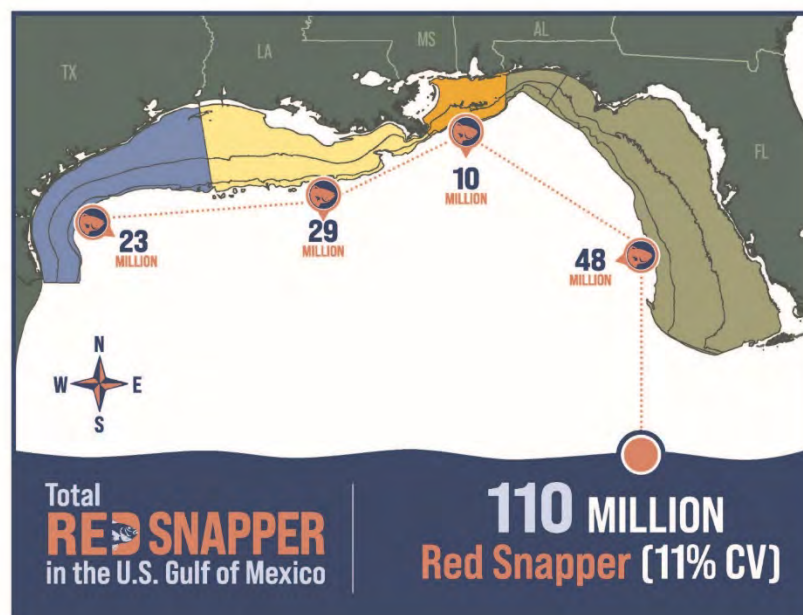 TX
LA
MS
AL
FL
23
MILLION
29
MILLION
10
MILLION
48
MILLION
N
W E
S
Total
RED SNAPPER
in the U.S. Gulf of Mexico
110 MILLION
Red Snapper (11% CV)